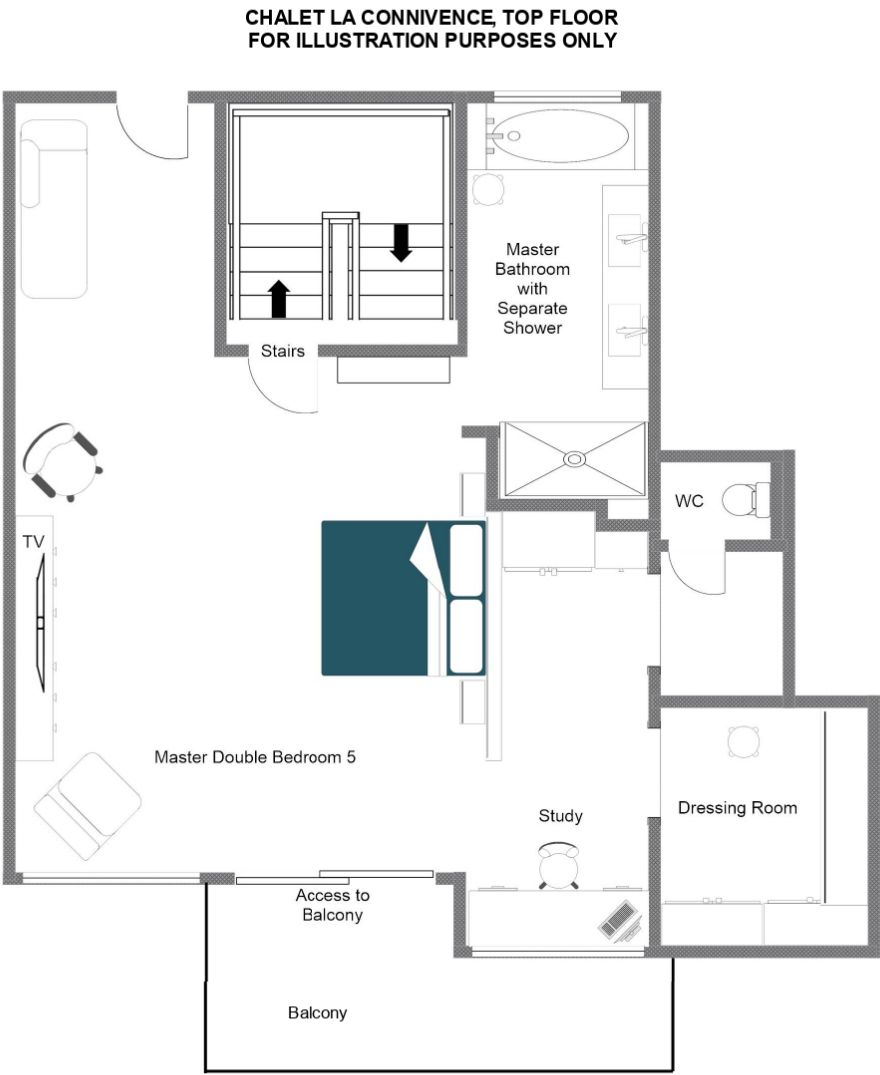 CHALET LA CONNIVENCE, TOP FLOOR
FOR ILLUSTRATION PURPOSES ONLY
Master
Bathroom
with
Separate
Shower
Stairs
WC
TV
Master Double Bedroom 5
Dressing Room
Study
Access to
Balcony
Balcony